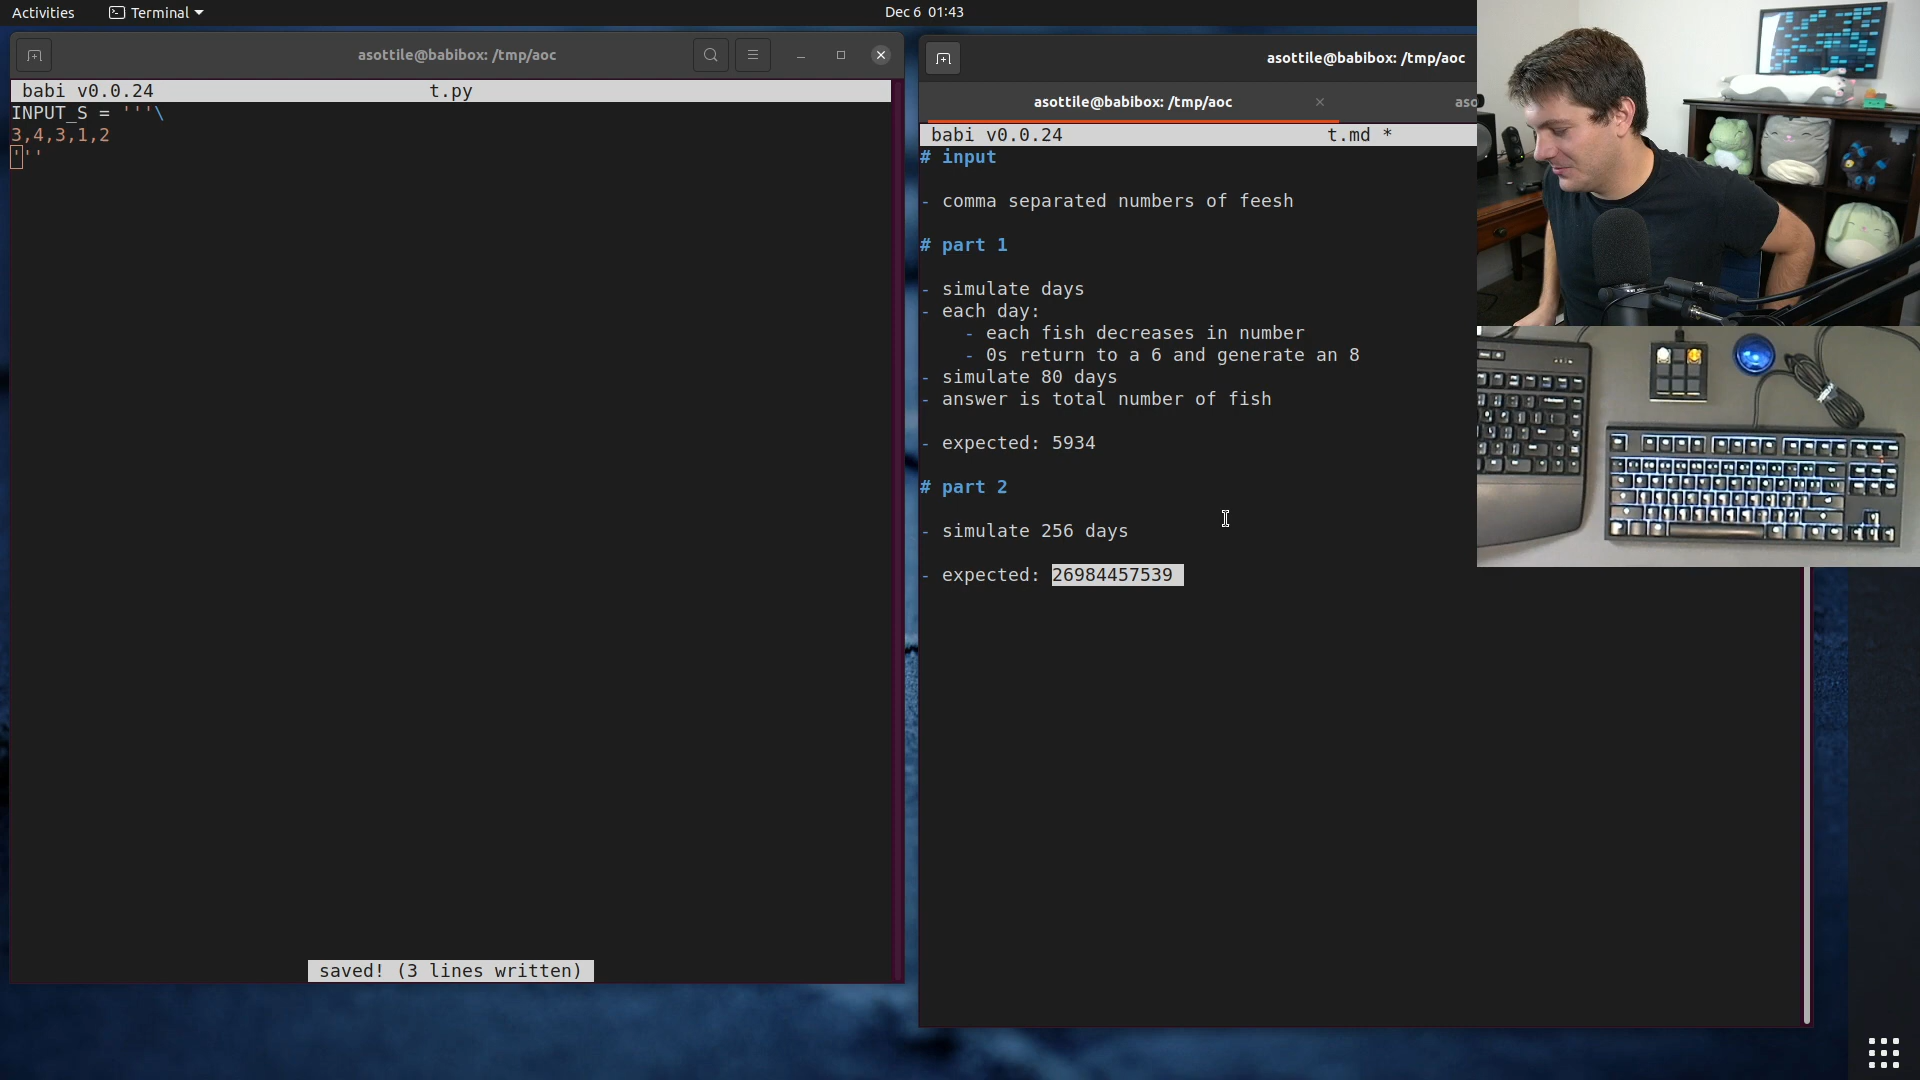 Activities
Terminal
Dec 6 01:43
asottile@babibox: /tmp/aoc
babi v0.0.24 t.py
INPUT_S = '''\
3,4,3,1,2
'''
saved! (3 lines written)
asottile@babibox: /tmp/aoc
asottile@babibox: /tmp/aoc
aso
babi v0.0.24 t.md *
# input
- comma separated numbers of feesh
# part 1
- simulate days
- each day:
- each fish decreases in number
- 0s return to a 6 and generate an 8
- simulate 80 days
- answer is total number of fish
- expected: 5934
# part 2
- simulate 256 days
- expected: 26984457539